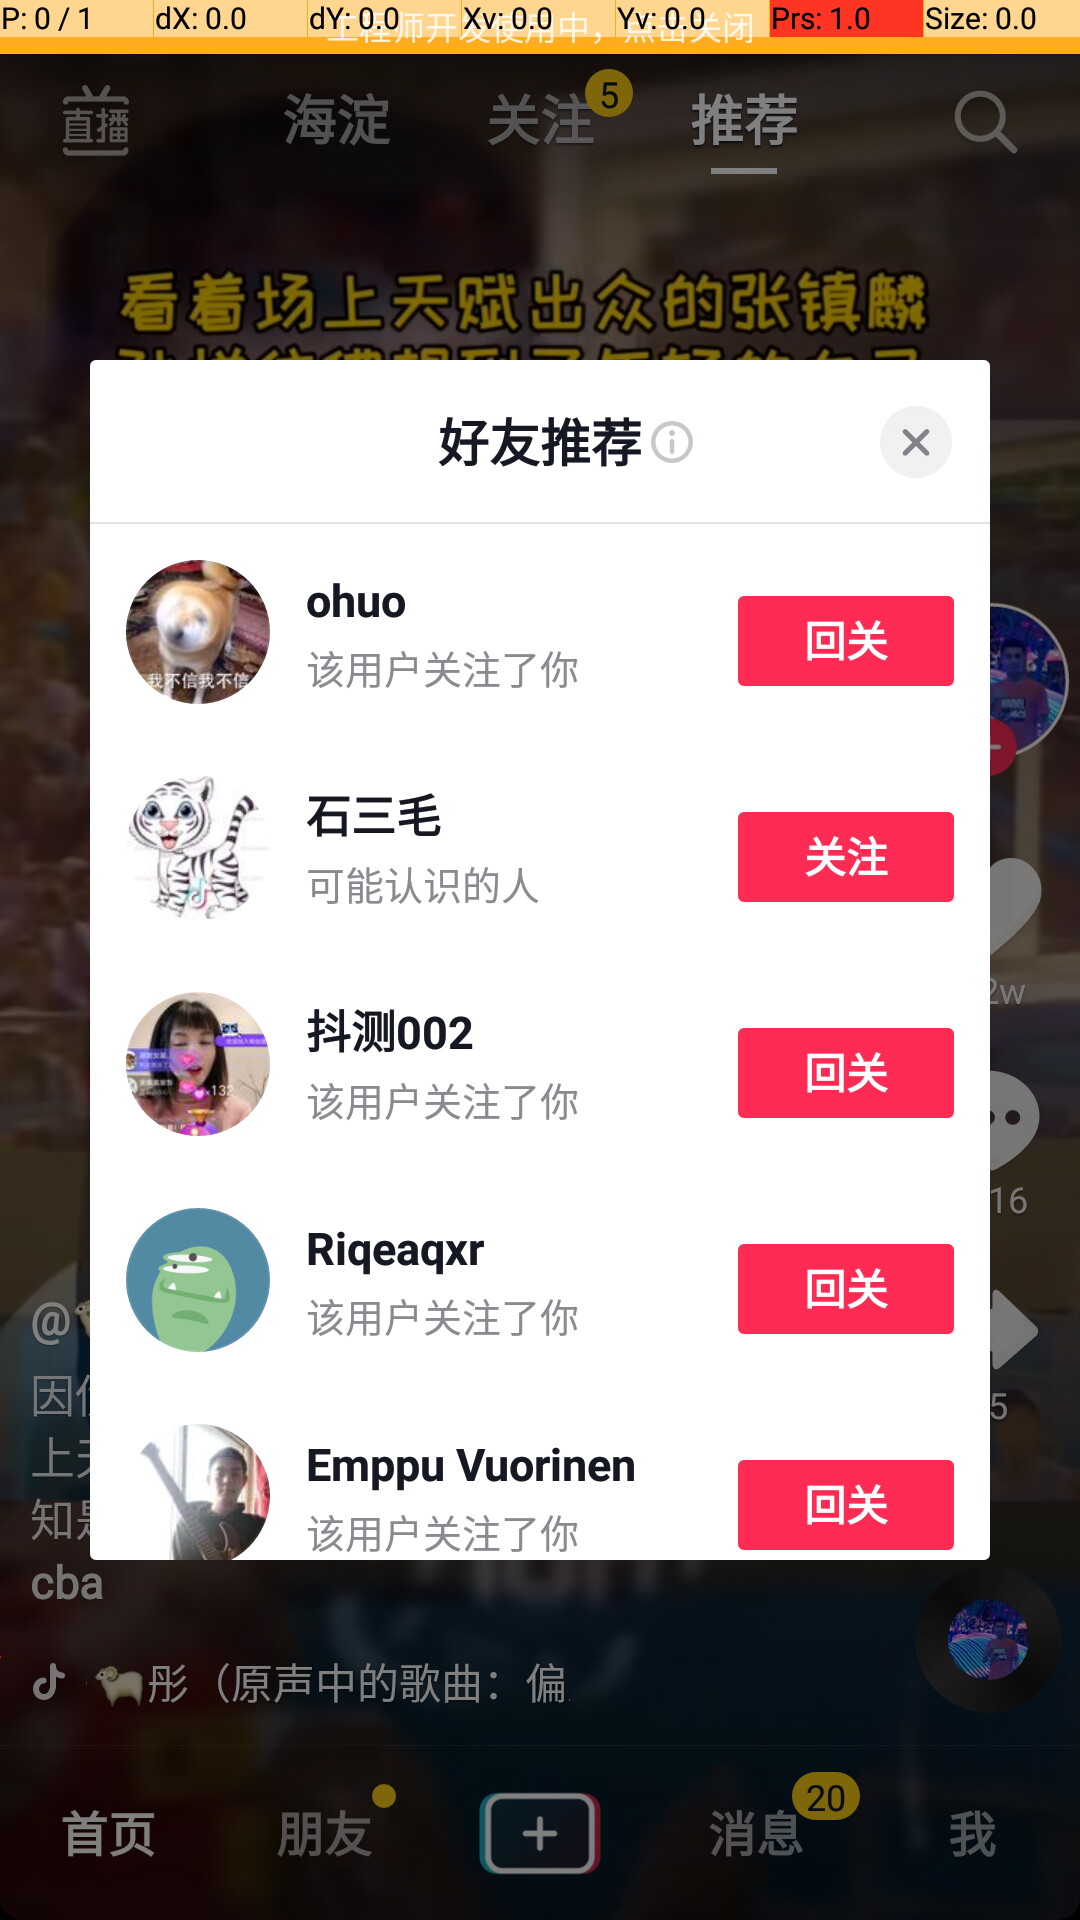 P: 0 / 1 dX: 0.0 dY: 0.0 Xv: 0.0 Yv: 0.0 Prs: 1.0 Size: 0.0
工程师开发使用中，点击关闭
直播 海淀 关注 5 推荐
看着场上天赋出众的张镇麟
好友推荐
ohuo
该用户关注了你
回关
我不信我不信
石三毛
可能认识的人
关注
抖测002
该用户关注了你
回关
x132
2w
Riqeaqxr
该用户关注了你
回关
16
@
因
上
知
5
Emppu Vuorinen
该用户关注了你
回关
cba
彤（原声中的歌曲：偏
首页 朋友 消息 20 我